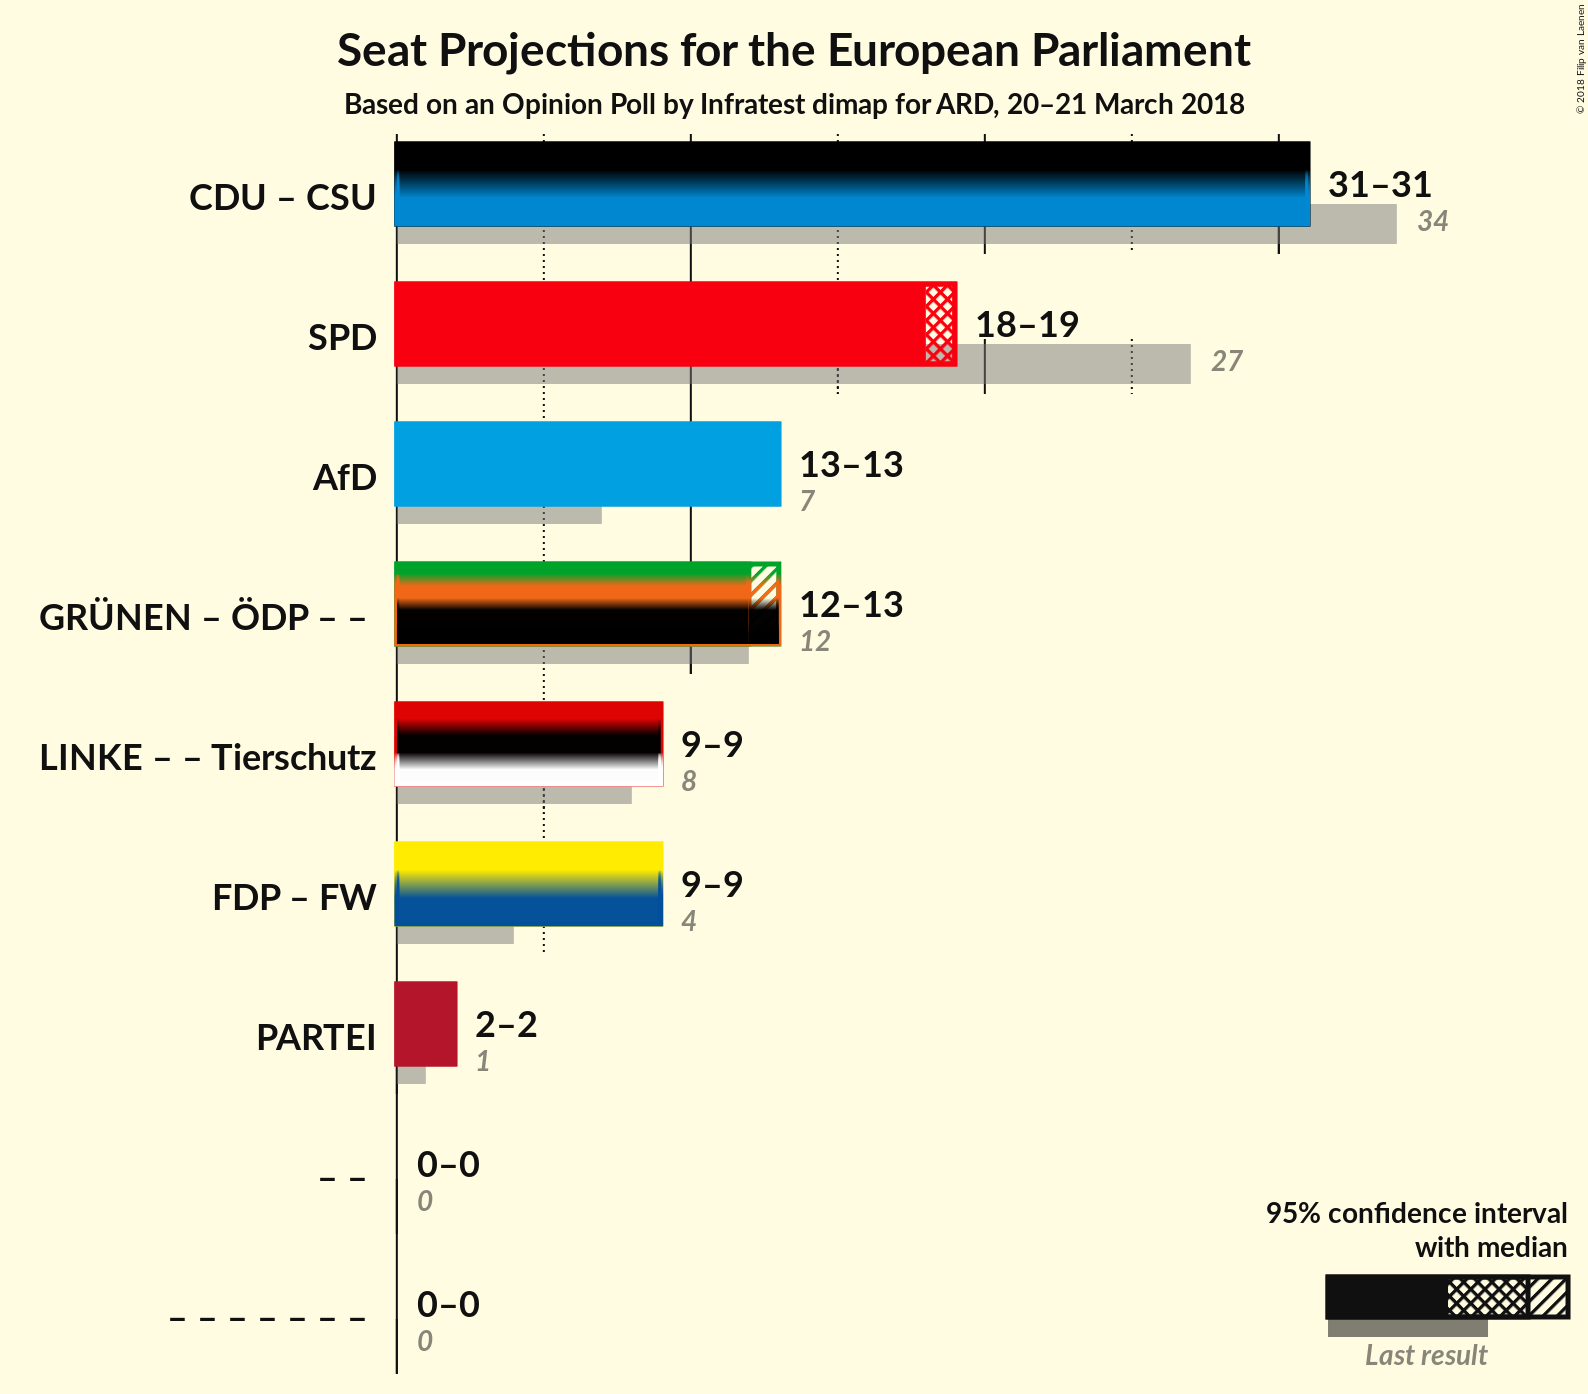 Seat Projections for the European Parliament
Based on an Opinion Poll by Infratest dimap for ARD, 20–21 March 2018
© 2018 Filip van Laenen
CDU – CSU
31–31
34
SPD
18–19
27
AfD
13–13
7
GRÜNEN – ÖDP – –
12–13
12
LINKE – – Tierschutz
9–9
8
FDP – FW
9–9
4
PARTEI
2–2
1
– –
0–0
0
– – – – – – –
0–0
0
95% confidence interval
with median
Last result